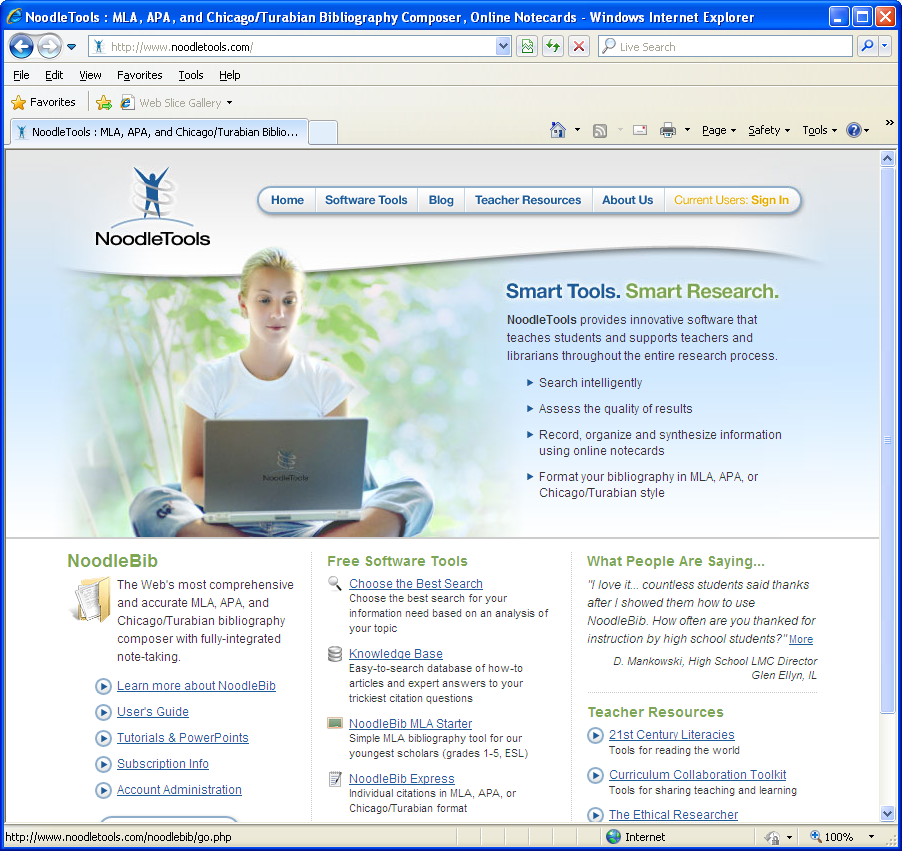 NoodleTools : MLA, APA, and Chicago/Turabian Bibliography Composer, Online Notecards - Windows Internet Explorer
http://www.noodletools.com/
Live Search
File Edit View Favorites Tools Help
Favorites Web Slice Gallery
NoodleTools : MLA, APA, and Chicago/Turabian Biblio...
Page Safety Tools
NoodleTools
Home Software Tools Blog Teacher Resources About Us Current Users: Sign In
Smart Tools. Smart Research.
NoodleTools provides innovative software that
teaches students and supports teachers and
librarians throughout the entire research process.
Search intelligently
Assess the quality of results
Record, organize and synthesize information
using online notecards
Format your bibliography in MLA, APA, or
Chicago/Turabian style
NoodleTools
NoodleBib
The Web's most comprehensive
and accurate MLA, APA, and
Chicago/Turabian bibliography
composer with fully-integrated
note-taking.
Learn more about NoodleBib
User's Guide
Tutorials & PowerPoints
Subscription Info
Account Administration
Free Software Tools
Choose the Best Search
Choose the best search for your
information need based on an analysis of
your topic
Knowledge Base
Easy-to-search database of how-to
articles and expert answers to your
trickiest citation questions
NoodleBib MLA Starter
Simple MLA bibliography tool for our
youngest scholars (grades 1-5, ESL)
NoodleBib Express
Individual citations in MLA, APA, or
Chicago/Turabian format
What People Are Saying...
"I love it... countless students said thanks
after I showed them how to use
NoodleBib. How often are you thanked for
instruction by high school students?" More
D. Mankowski, High School LMC Director
Glen Ellyn, IL
Teacher Resources
21st Century Literacies
Tools for reading the world
Curriculum Collaboration Toolkit
Tools for sharing teaching and learning
The Ethical Researcher
http://www.noodletools.com/noodlebib/go.php
Internet
100%